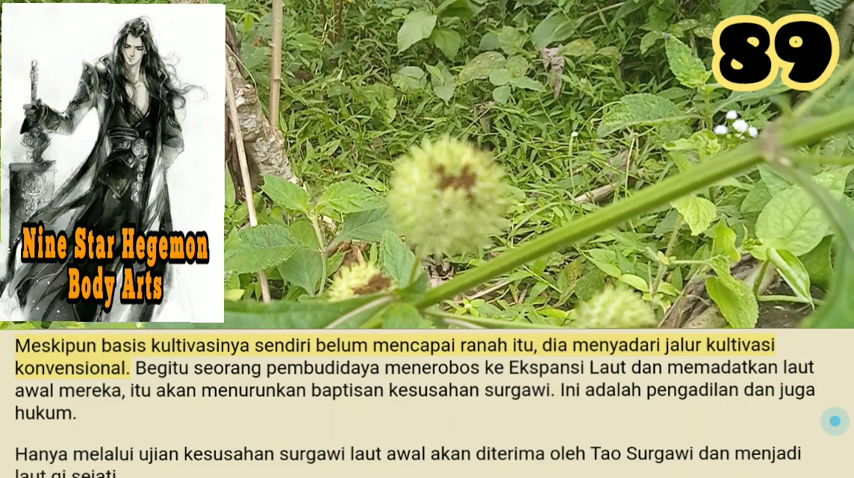 89
Nine Star Hegemon
Body Arts
Meskipun basis kultivasinya sendiri belum mencapai ranah itu, dia menyadari jalur kultivasi
konvensional. Begitu seorang pembudidaya menerobos ke Ekspansi Laut dan memadatkan laut
awal mereka, itu akan menurunkan baptisan kesusahan surgawi. Ini adalah pengadilan dan juga
hukum.
Hanya melalui ujian kesusahan surgawi laut awal akan diterima oleh Tao Surgawi dan menjadi
laut qi sejati.